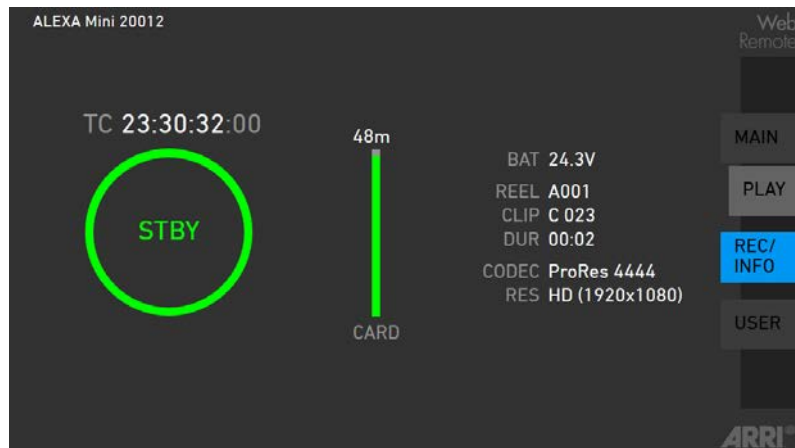 ALEXA Mini 20012
Web
Remote
TC 23:30:32:00
48m
STBY
CARD
BAT 24.3V
REEL A001
CLIP C 023
DUR 00:02
CODEC ProRes 4444
RES HD (1920x1080)
MAIN
PLAY
REC/
INFO
USER
ARRI®